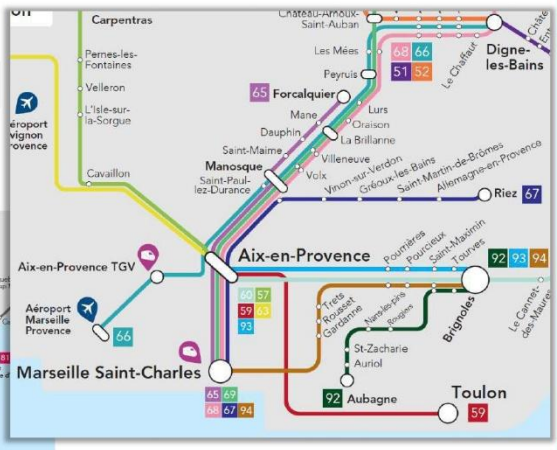 Carpentras
Château-Arnoux-
Saint-Auban
Les Mées
68 66
51 52
Digne-
les-Bains
Le Chaffaut
Pernes-les-
Fontaines
Velleron
L'Isle-sur-
la-Sorgue
Peyruis
65 Forcalquier
Mane
Dauphin
Saint-Maime
Lurs
Oraison
La Brillanne
Villeneuve
Volx
Manosque
Saint-Paul-
lez-Durance
Cavaillon
Vinon-sur-Verdon
Gréoux-les-Bains
Saint-Martin-de-Brômes
Allemagne-en-Provence
Riez 67
Aix-en-Provence
Aix-en-Provence TGV
Aéroport
Marseille
Provence
66
60 57
59 63
93
Pourrières
Pourcieux
Saint-Maximin
Tourves
92 93 94
Brignoles
Le Cannet-
des-Maures
Trets
Rousset
Gardanne
Nans-les-pins
Rougiers
St-Zacharie
Auriol
92 Aubagne
Marseille Saint-Charles
65 69
68 67 94
Toulon
59